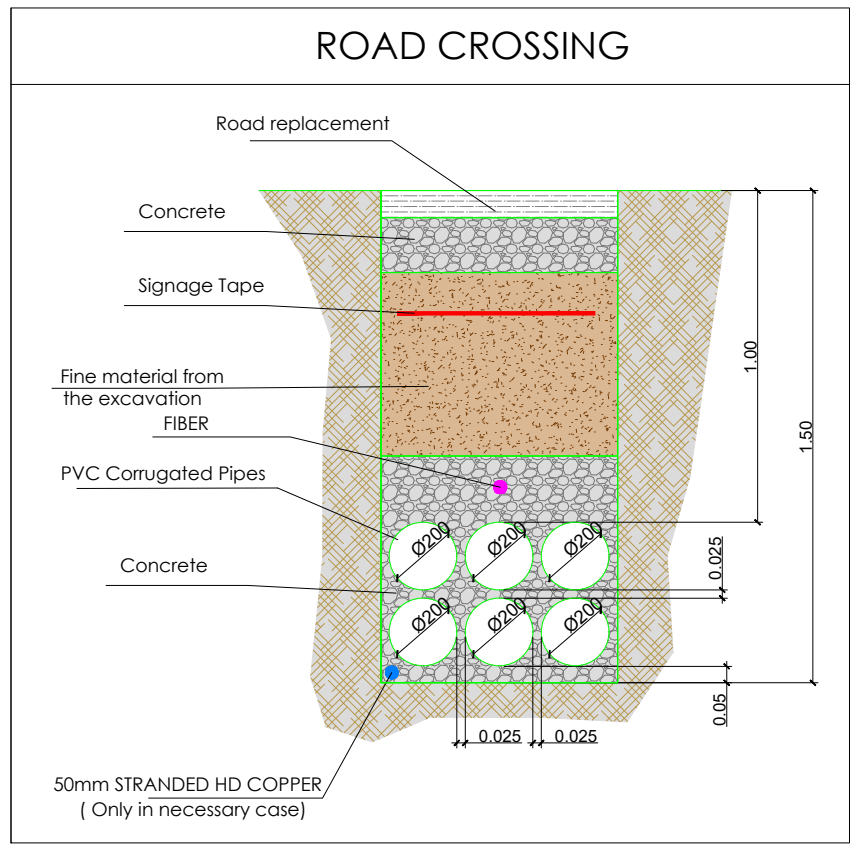 ROAD CROSSING
Road replacement
Concrete
Signage Tape
Fine material from
the excavation
FIBER
PVC Corrugated Pipes
Concrete
Ø200
Ø200
Ø200
Ø200
Ø200
Ø200
1.00
1.50
0.025
0.05
0.025
0.025
50mm STRANDED HD COPPER
( Only in necessary case)